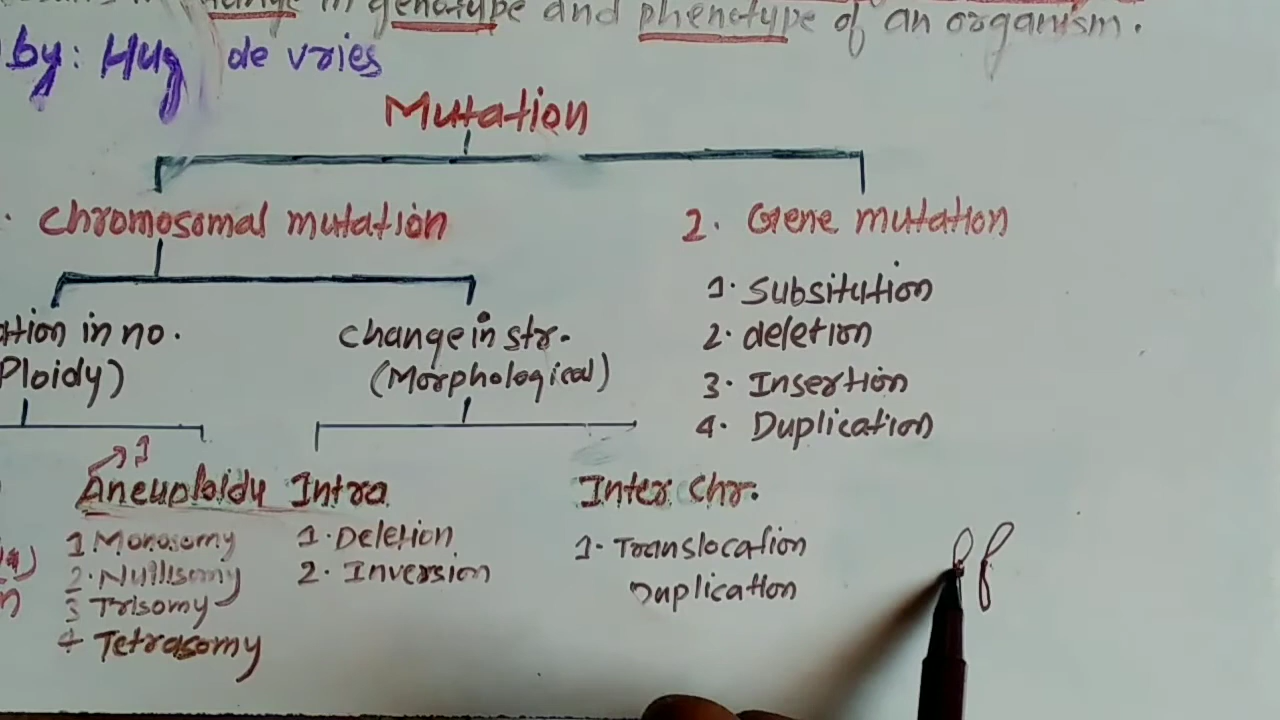 change in genotype and phenotype of an organism.
by: Hug de vries
Mutation
chromosomal mutation
2. Gene mutation
1. Subsitution
2. deletion
3. Insertion
4. Duplication
ation in no.
Ploidy)
change in str.
(Morphological)
1
Aneuploidy
1 Monosomy
2. Nullisomy
3 Trisomy
4 Tetrasomy
Intra
1. Deletion
2. Inversion
Inter chr.
1. Translocation
Duplication